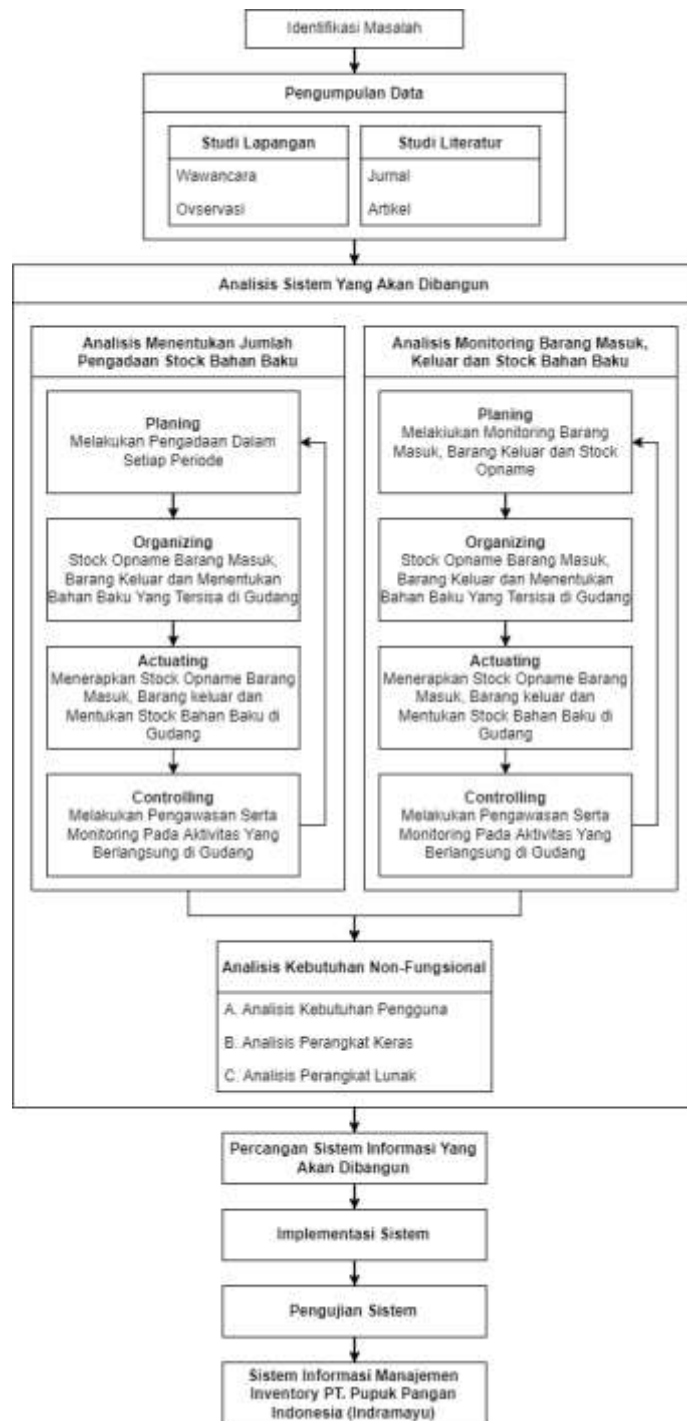 Identifikasi Masalah
Pengumpulan Data
Studi Lapangan
Wawancara
Ovservasi
Studi Literatur
Jurnal
Artikel
Analisis Sistem Yang Akan Dibangun
Analisis Menentukan Jumlah
Pengadaan Stock Bahan Baku
Planing
Melakukan Pengadaan Dalam
Setiap Periode
Organizing
Stock Opname Barang Masuk,
Barang Keluar dan Menentukan
Bahan Baku Yang Tersisa di Gudang
Actuating
Menerapkan Stock Opname Barang
Masuk, Barang keluar dan
Mentukan Stock Bahan Baku di
Gudang
Controlling
Melakukan Pengawasan Serta
Monitoring Pada Aktivitas Yang
Berlangsung di Gudang
Analisis Monitoring Barang Masuk,
Keluar dan Stock Bahan Baku
Planing
Melakiukan Monitoring Barang
Masuk, Barang Keluar dan Stock
Opname
Organizing
Stock Opname Barang Masuk,
Barang Keluar dan Menentukan
Bahan Baku Yang Tersisa di Gudang
Actuating
Menerapkan Stock Opname Barang
Masuk, Barang keluar dan
Mentukan Stock Bahan Baku di
Gudang
Controlling
Melakukan Pengawasan Serta
Monitoring Pada Aktivitas Yang
Berlangsung di Gudang
Analisis Kebutuhan Non-Fungsional
A. Analisis Kebutuhan Pengguna
B. Analisis Perangkat Keras
C. Analisis Perangkat Lunak
Percangan Sistem Informasi Yang
Akan Dibangun
Implementasi Sistem
Pengujian Sistem
Sistem Informasi Manajemen
Inventory PT. Pupuk Pangan
Indonesia (Indramayu)